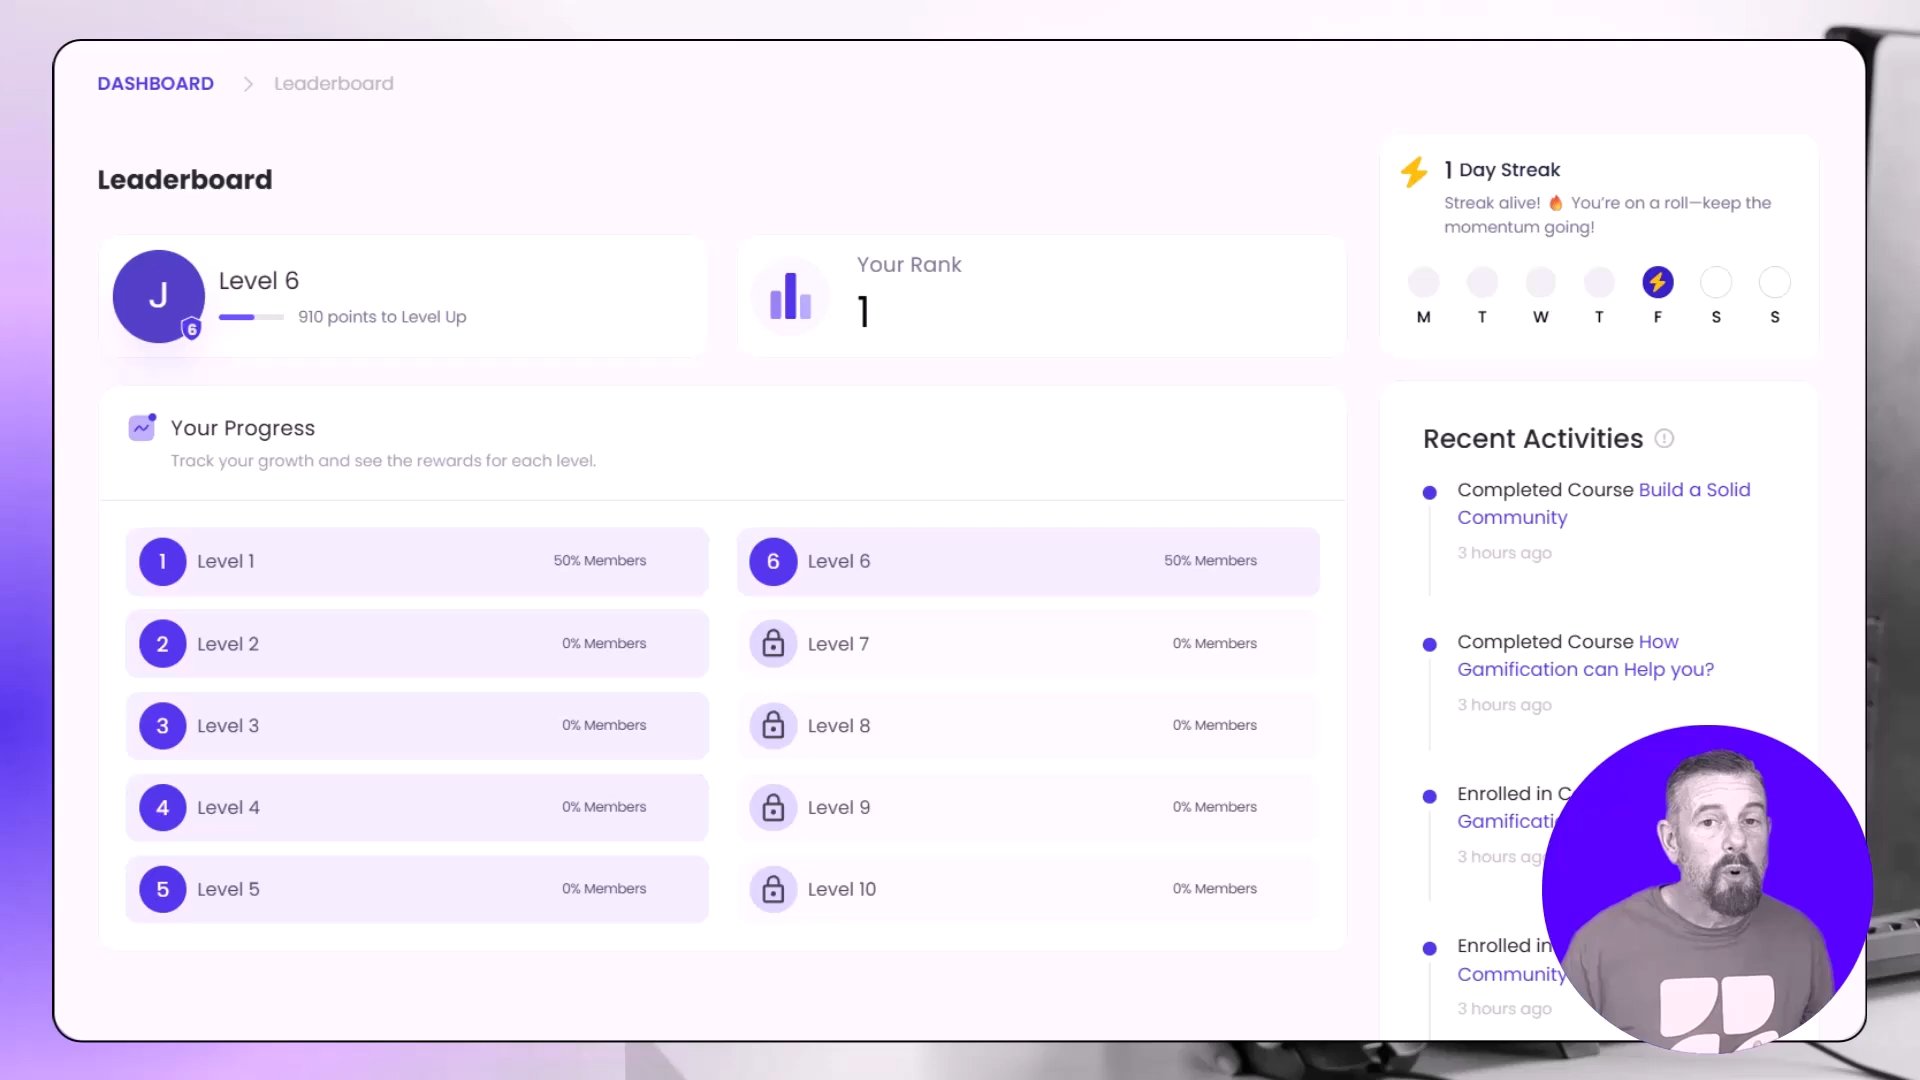 DASHBOARD
Leaderboard
Leaderboard
J
6
Level 6
910 points to Level Up
Your Rank
1
Your Progress
Track your growth and see the rewards for each level.
1 Level 1 50% Members
2 Level 2 0% Members
3 Level 3 0% Members
4 Level 4 0% Members
5 Level 5 0% Members
6 Level 6 50% Members
Level 7 0% Members
Level 8 0% Members
Level 9 0% Members
Level 10 0% Members
1 Day Streak
Streak alive! 🔥 You're on a roll—keep the
momentum going!
M T W T F S S
Recent Activities
Completed Course Build a Solid
Community
3 hours ago
Completed Course How
Gamification can Help you?
3 hours ago
Enrolled in
3 hours
Enrolled in
Community
3 hours ago